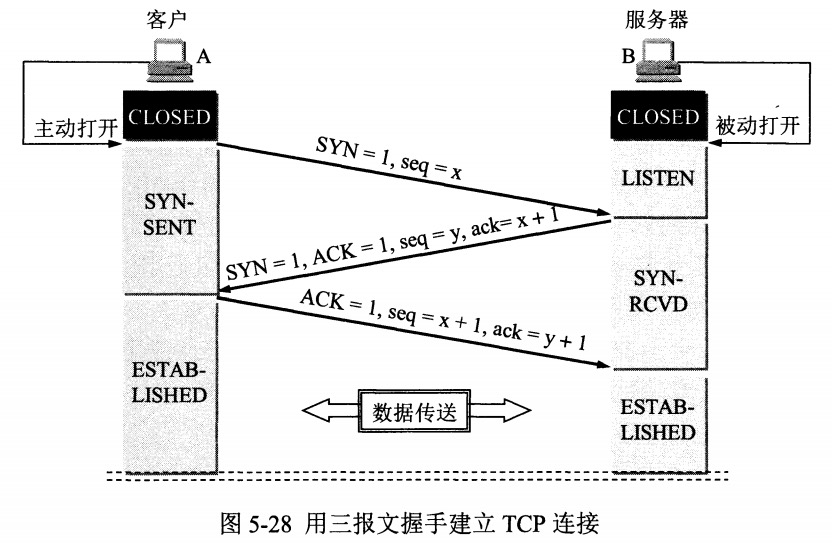 客户
服务器
A
B
CLOSED
CLOSED
主动打开
被动打开
SYN = 1, seq = x
LISTEN
SYN-
SENT
SYN = 1, ACK = 1, seq = y, ack= x + 1
SYN-
RCVD
ACK = 1, seq = x + 1, ack = y + 1
ESTAB-
LISHED
数据传送
ESTAB-
LISHED
图 5-28 用三报文握手建立 TCP 连接